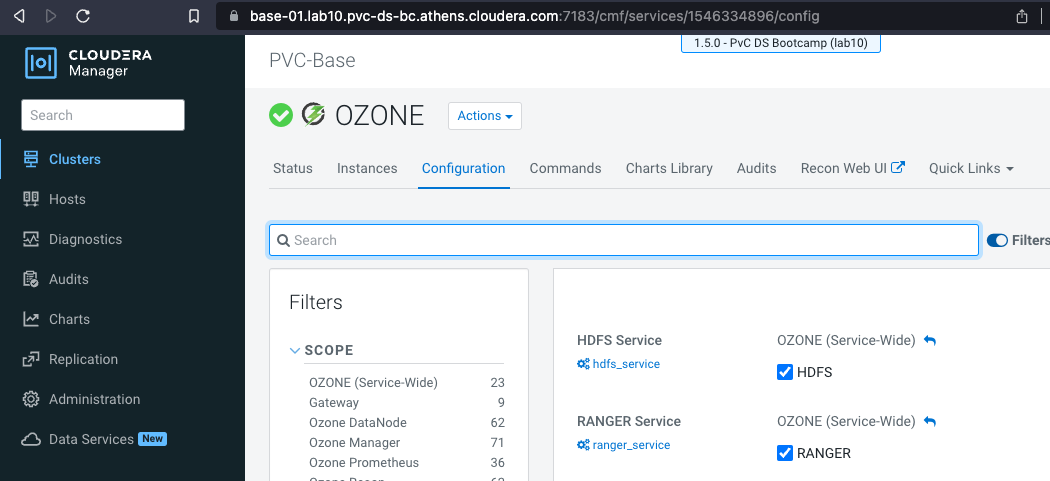 base-01.lab10.pvc-ds-bc.athens.cloudera.com:7183/cmf/services/1546334896/config
CLOUDERA
Manager
Search
Clusters
Hosts
Diagnostics
Audits
Charts
Replication
Administration
Data Services New
1.5.0 - PvC DS Bootcamp (lab10)
PVC-Base
OZONE Actions
Status Instances Configuration Commands Charts Library Audits Recon Web UI Quick Links
Search Filters
Filters
SCOPE
OZONE (Service-Wide) 23
Gateway 9
Ozone DataNode 62
Ozone Manager 71
Ozone Prometheus 36
Ozone Recon 62
HDFS Service OZONE (Service-Wide)
hdfs_service HDFS
RANGER Service OZONE (Service-Wide)
ranger_service RANGER